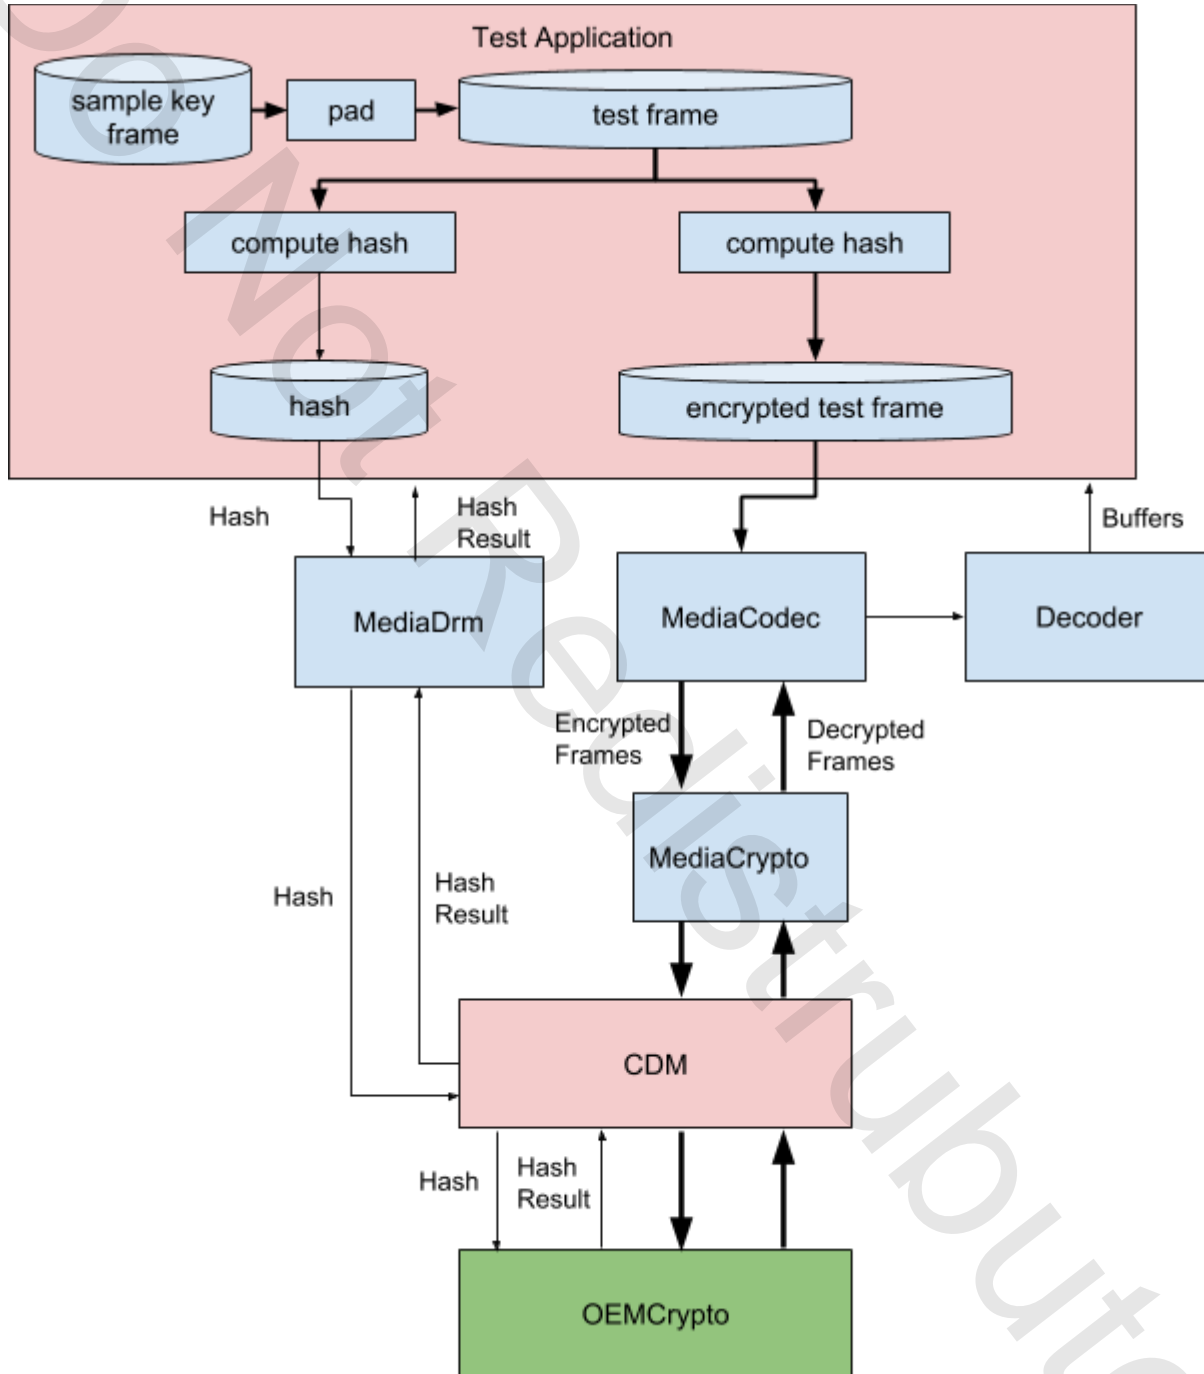 Test Application
sample key
frame
pad
test frame
compute hash
compute hash
hash
encrypted test frame
Hash
Hash
Result
Buffers
MediaDrm
MediaCodec
Decoder
Encrypted
Frames
Decrypted
Frames
MediaCrypto
Hash
Hash
Result
CDM
Hash
Hash
Result
OEMCrypto
Do Not Redistribute